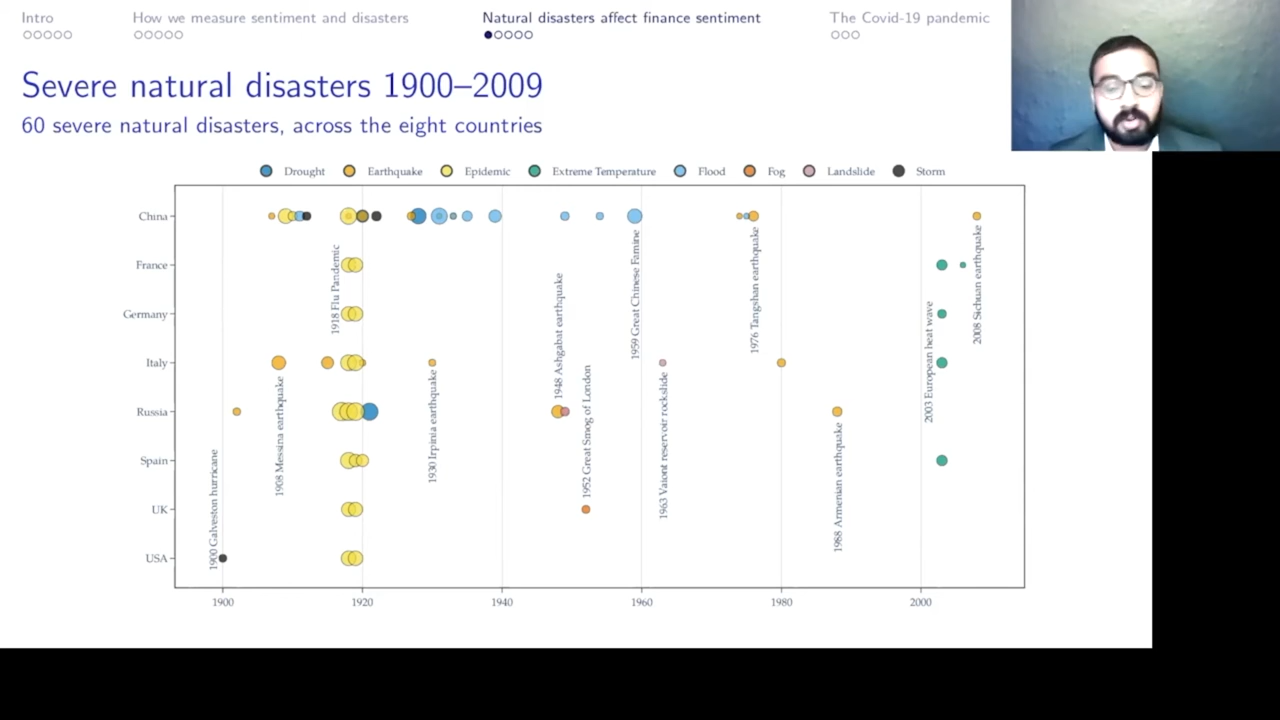 Intro
How we measure sentiment and disasters
Natural disasters affect finance sentiment
The Covid-19 pandemic
Severe natural disasters 1900–2009
60 severe natural disasters, across the eight countries
Drought
Earthquake
Epidemic
Extreme Temperature
Flood
Fog
Landslide
Storm
China
France
Germany
Italy
Russia
Spain
UK
USA
1900 Galveston hurricane
1908 Messina earthquake
1918 Flu Pandemic
1930 Irpinia earthquake
1948 Ashgabat earthquake
1952 Great Smog of London
1959 Great Chinese Famine
1963 Vaiont reservoir rockslide
1976 Tangshan earthquake
1988 Armenian earthquake
2003 European heat wave
2008 Sichuan earthquake
1900
1920
1940
1960
1980
2000